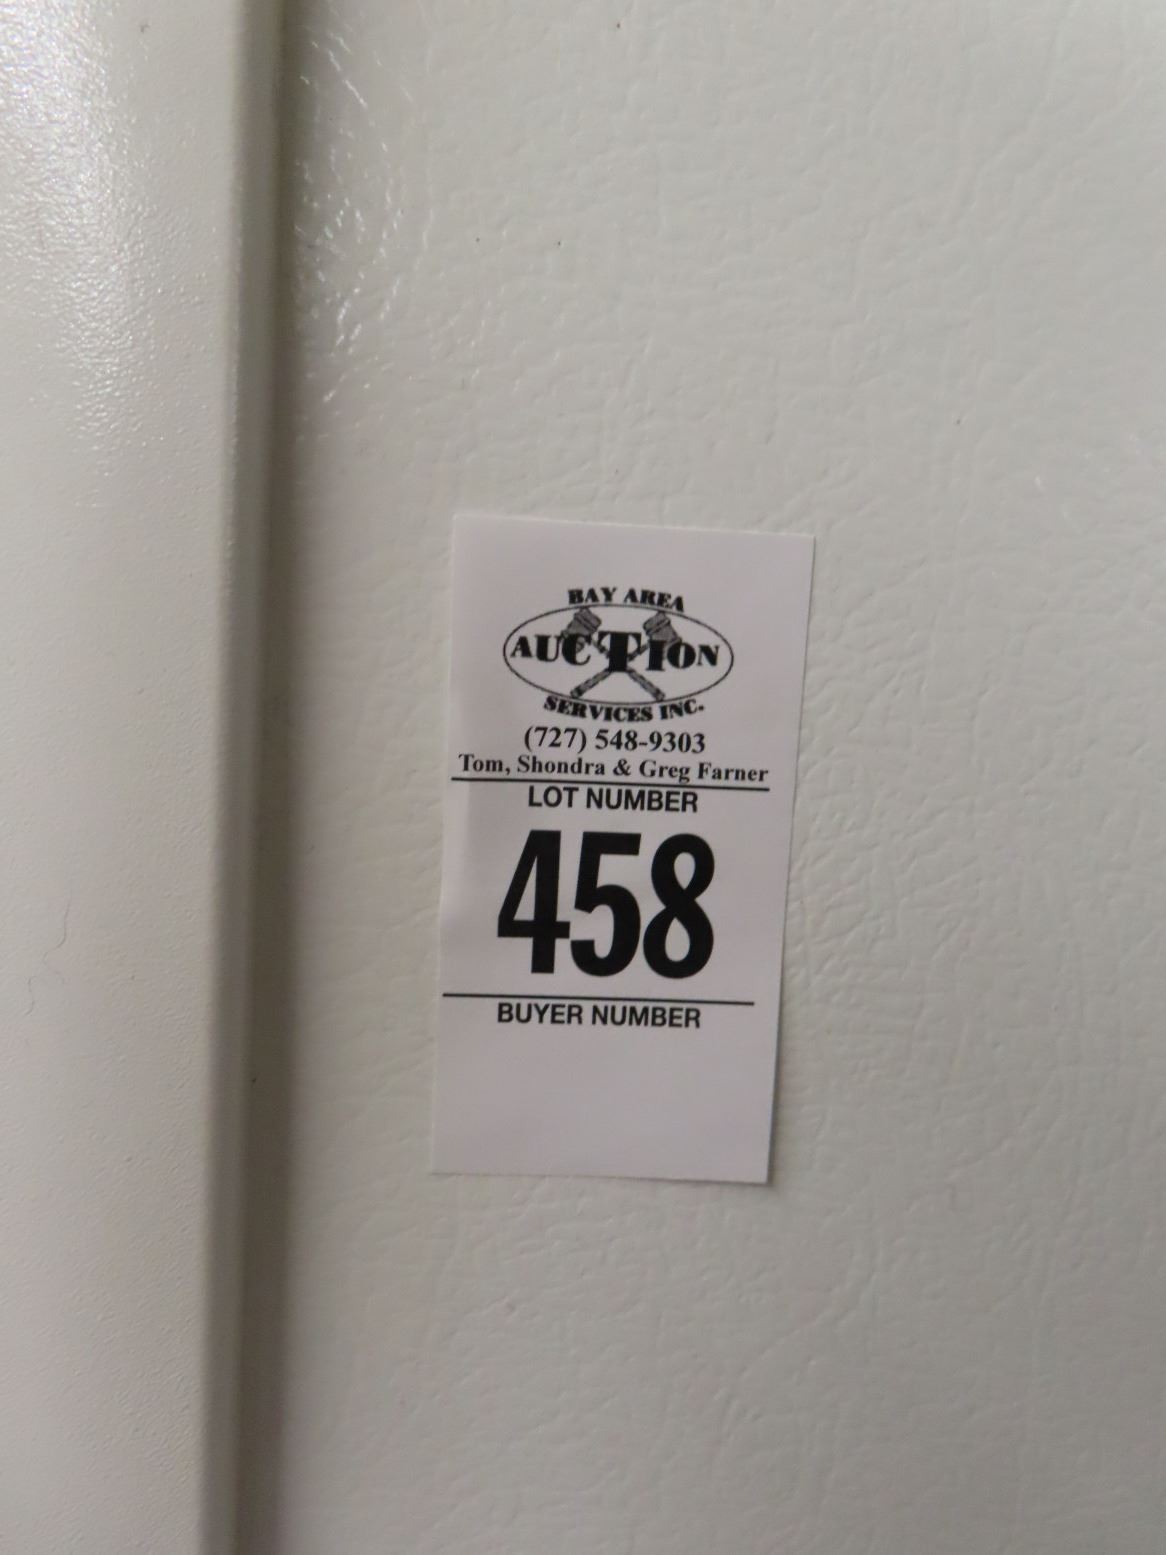 BAY AREA
AUCTION
SERVICES INC.
(727) 548-9303
Tom, Shondra & Greg Farner
LOT NUMBER
458
BUYER NUMBER